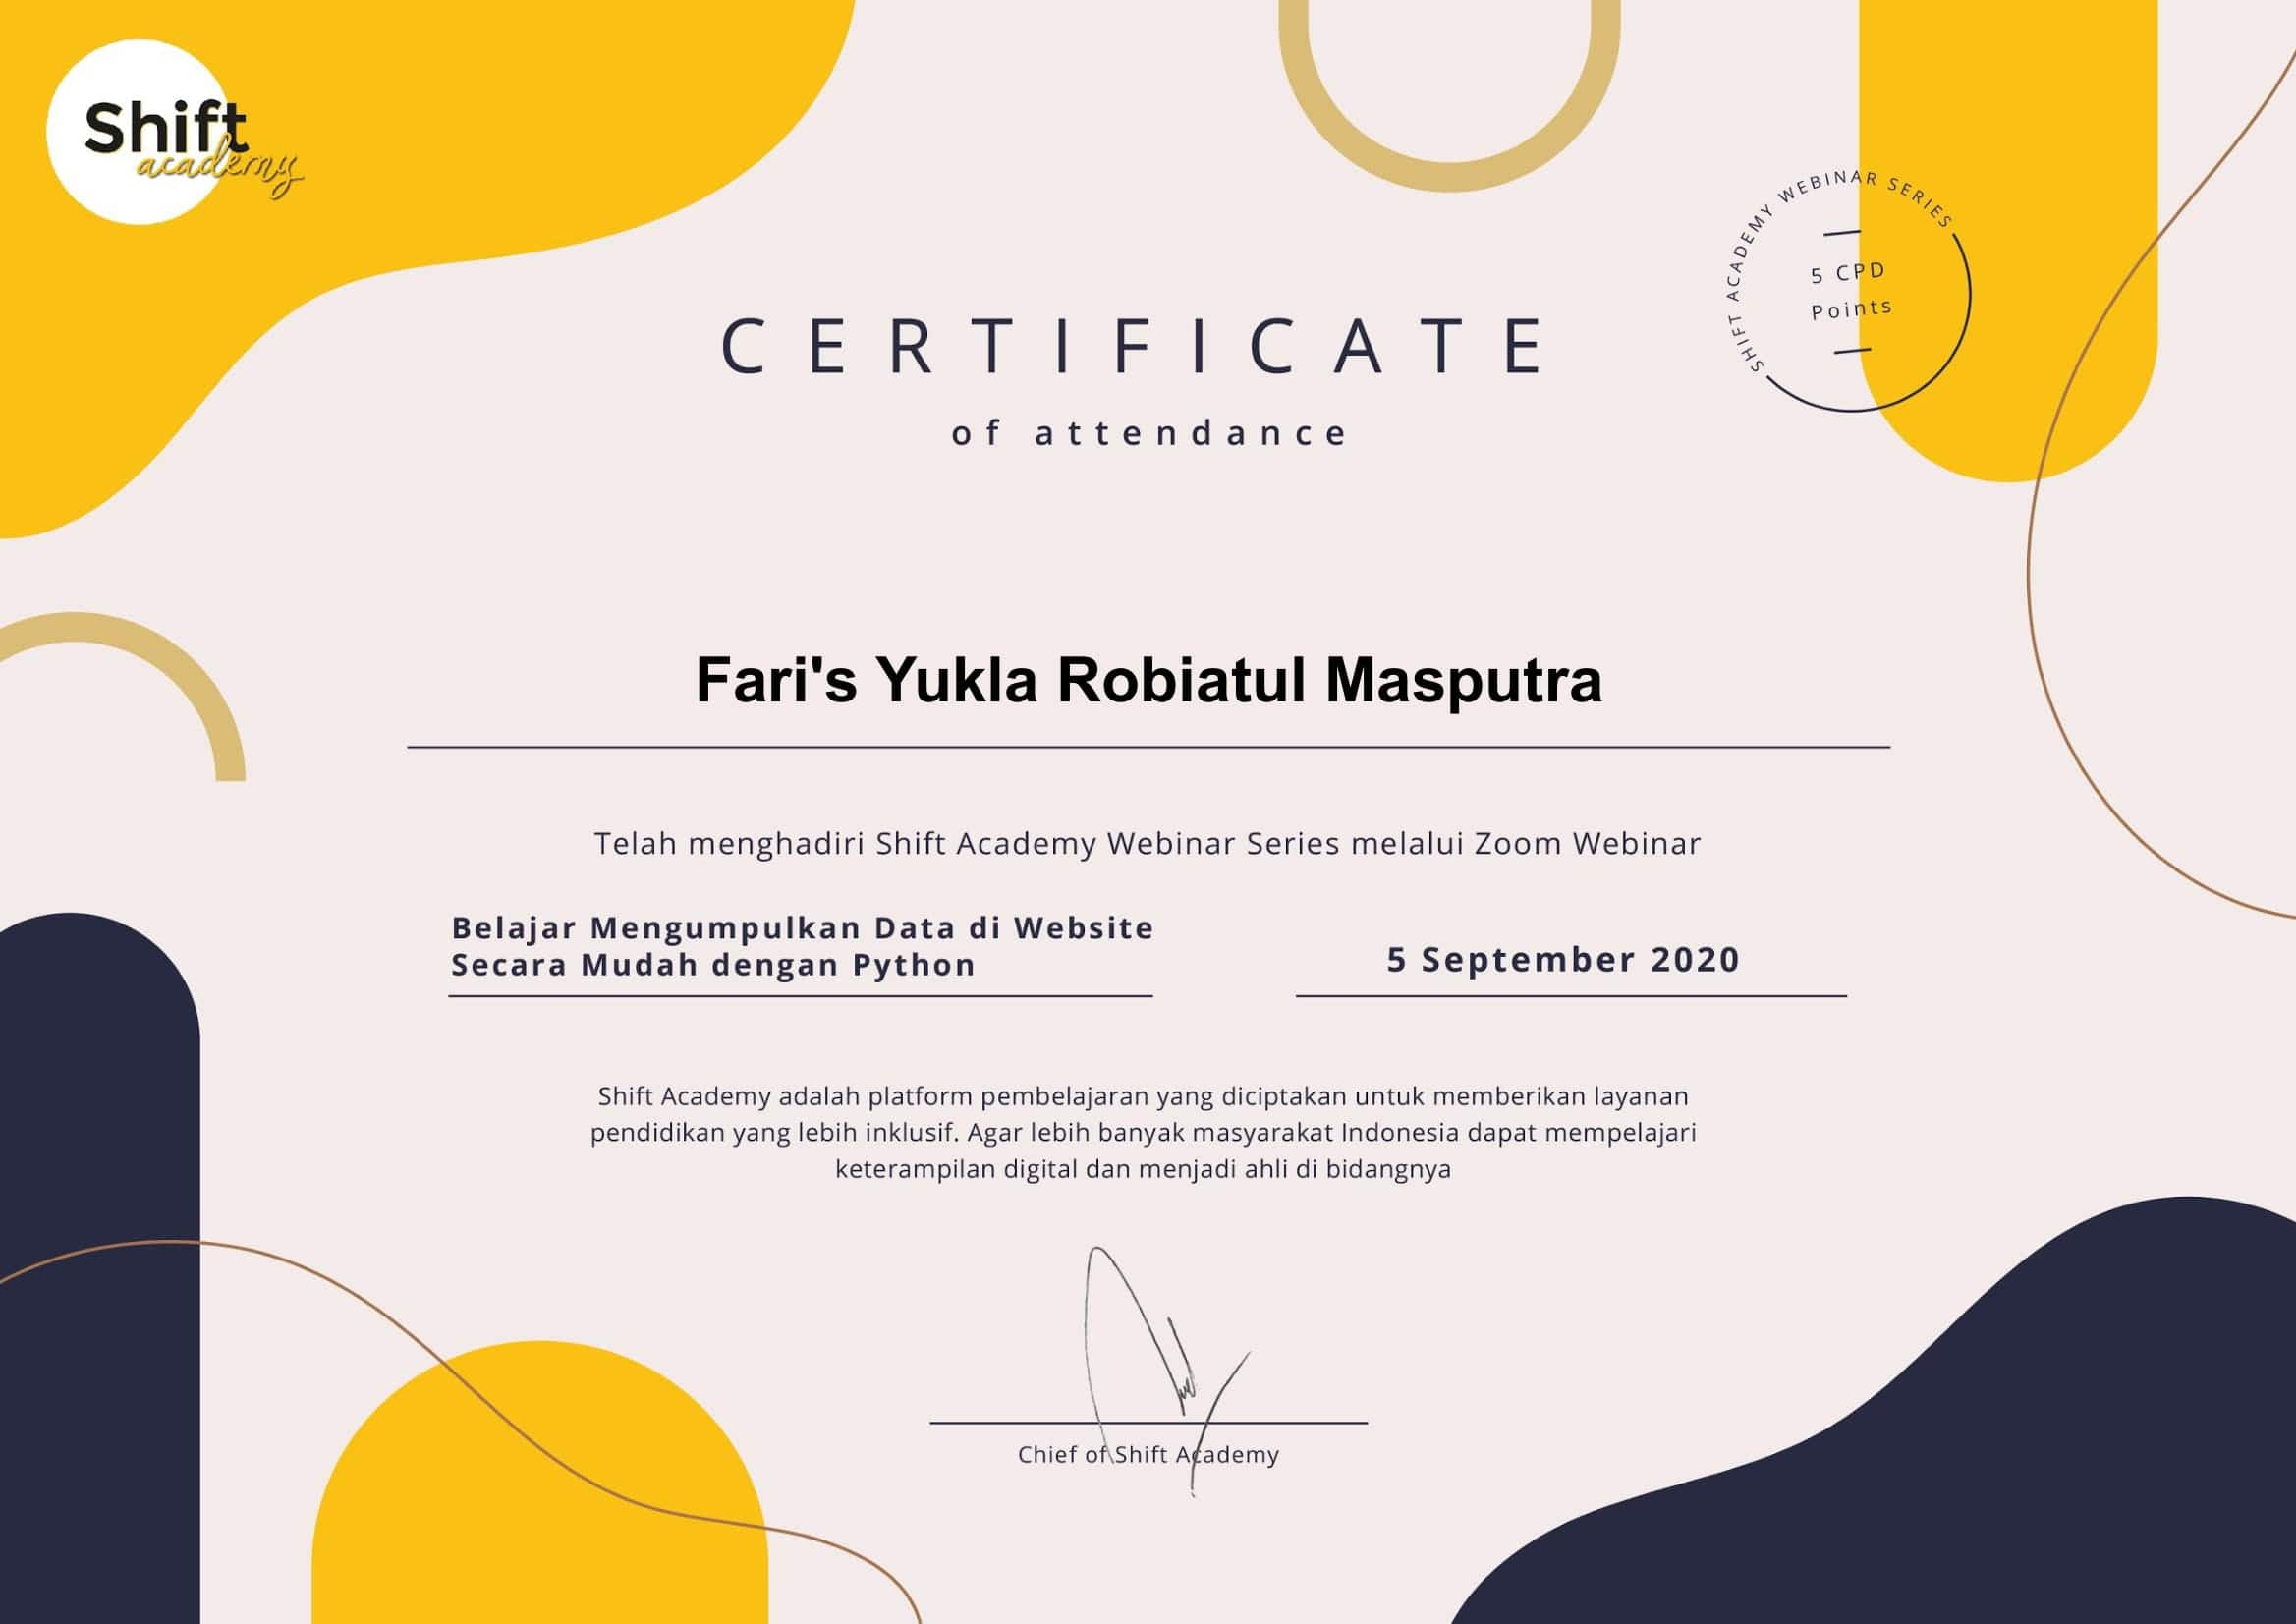 Shift
academy
SHIFT ACADEMY WEBINAR SERIES
5 CPD
Points
CERTIFICATE
of attendance
Fari's Yukla Robiatul Masputra
Telah menghadiri Shift Academy Webinar Series melalui Zoom Webinar
Belajar Mengumpulkan Data di Website
Secara Mudah dengan Python
5 September 2020
Shift Academy adalah platform pembelajaran yang diciptakan untuk memberikan layanan
pendidikan yang lebih inklusif. Agar lebih banyak masyarakat Indonesia dapat mempelajari
keterampilan digital dan menjadi ahli di bidangnya
Chief of Shift Academy